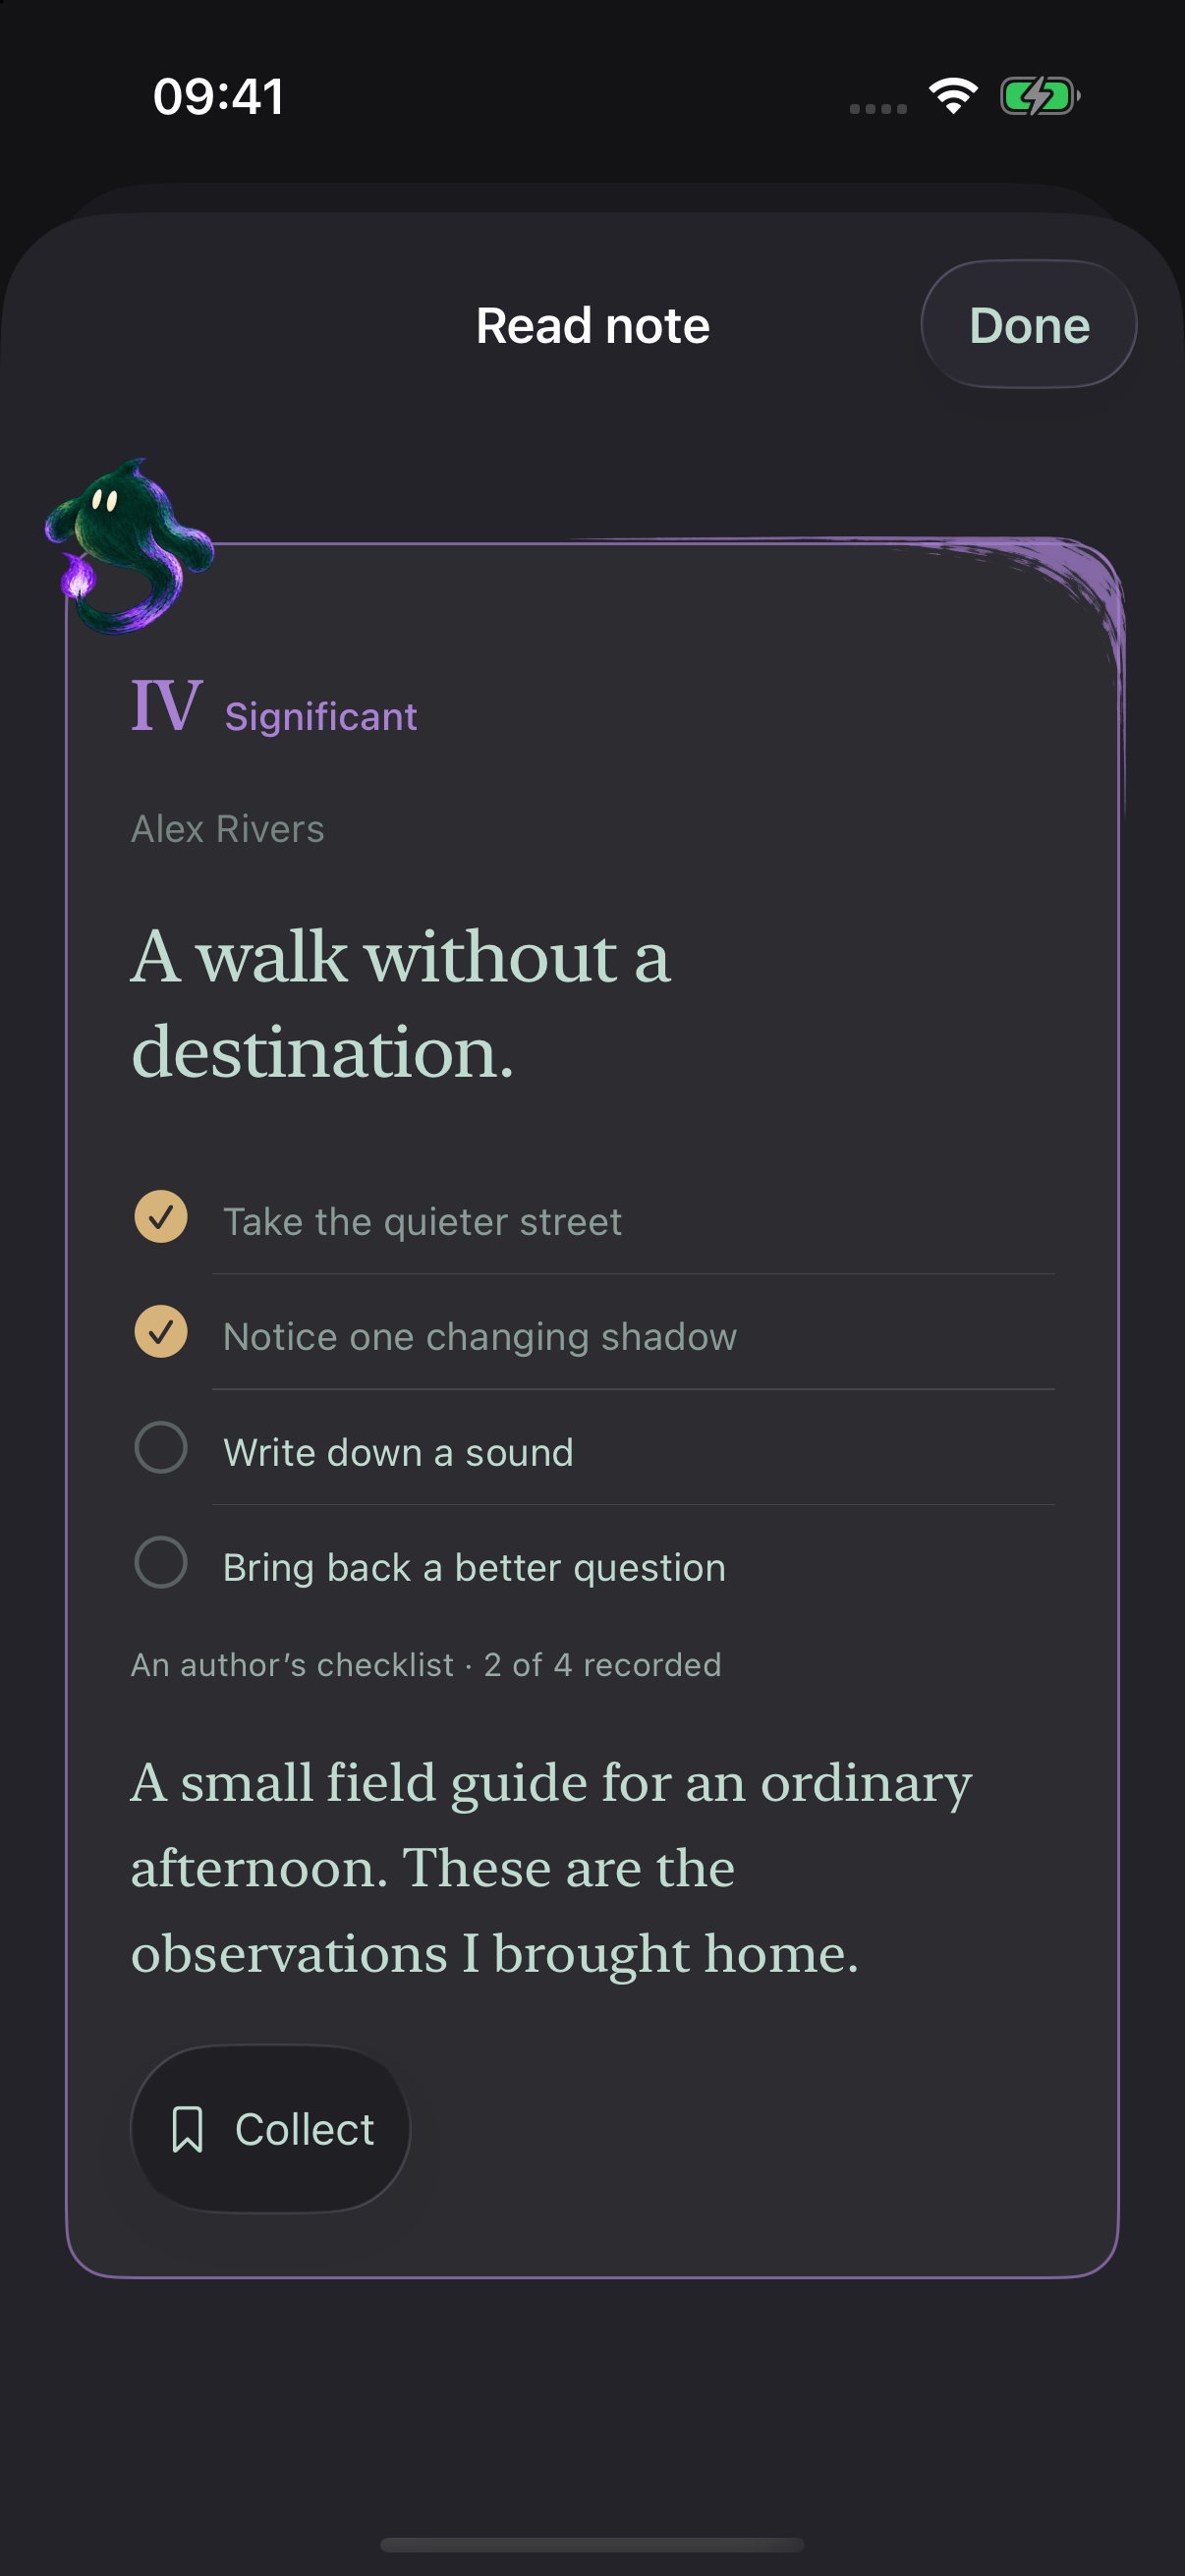 09:41
Read note
Done
IV Significant
Alex Rivers
A walk without a
destination.
Take the quieter street
Notice one changing shadow
Write down a sound
Bring back a better question
An author’s checklist · 2 of 4 recorded
A small field guide for an ordinary
afternoon. These are the
observations I brought home.
Collect